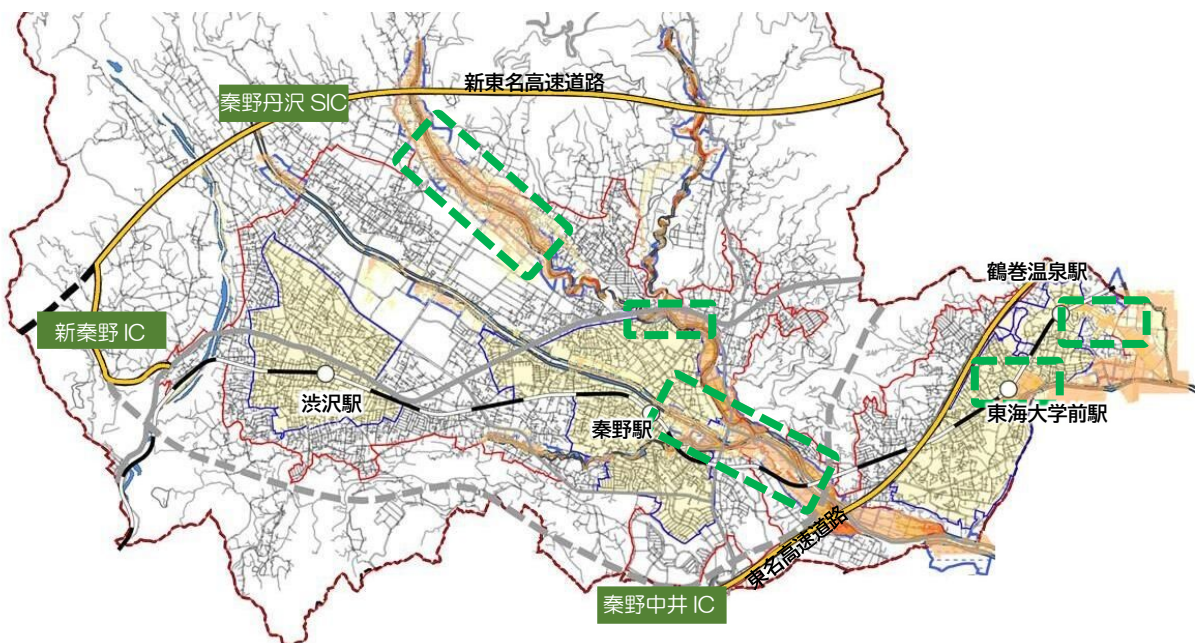 新東名高速道路
秦野丹沢 SIC
鶴巻温泉駅
新秦野 IC
渋沢駅
秦野駅
東海大学前駅
東名高速道路
秦野中井 IC